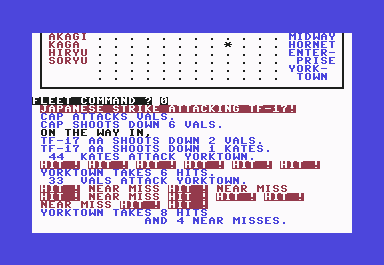 AKAGI . . . . . . . . . . . . MIDWAY
KAGA . . . . . . . . * . . . HORNET
HIRYU . . . . . . . . . . . . ENTER-
SORYU . . . . . . . . . . . . PRISE
. . . . . . . . . . . . YORK-
. . . . . . . . . . . . TOWN
FLEET COMMAND ? 0
JAPANESE STRIKE ATTACKING TF-17!
CAP ATTACKS VALS.
CAP SHOOTS DOWN 6 VALS.
ON THE WAY IN,
TF-17 AA SHOOTS DOWN 2 VALS.
TF-17 AA SHOOTS DOWN 1 KATES.
44 KATES ATTACK YORKTOWN.
HIT ! HIT ! HIT ! HIT ! HIT ! HIT !
YORKTOWN TAKES 6 HITS.
33 VALS ATTACK YORKTOWN.
HIT ! NEAR MISS HIT ! NEAR MISS
HIT ! NEAR MISS HIT ! HIT ! HIT !
NEAR MISS HIT ! HIT !
YORKTOWN TAKES 8 HITS
AND 4 NEAR MISSES.